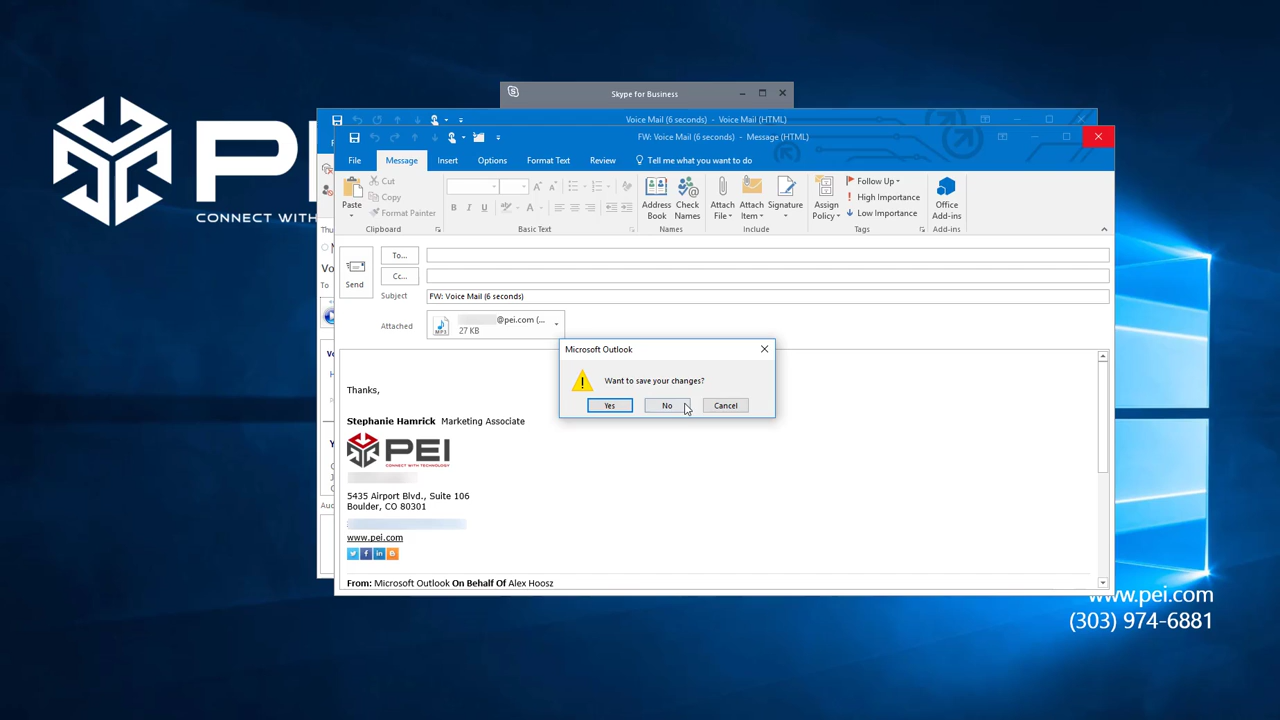 Skype for Business
Voice Mail (6 seconds) - Voice Mail (HTML)
FW: Voice Mail (6 seconds) - Message (HTML)
File Message Insert Options Format Text Review Tell me what you want to do
Paste
Cut
Copy
Format Painter
Clipboard
B I U
Basic Text
Address Book
Check Names
Names
Attach File
Attach Item
Signature
Include
Assign Policy
Follow Up
High Importance
Low Importance
Tags
Office Add-ins
Add-ins
Send
To...
Cc...
Subject FW: Voice Mail (6 seconds)
Attached
@pei.com (...
27 KB
MP3
Microsoft Outlook
Want to save your changes?
Yes No Cancel
Thanks,
Stephanie Hamrick Marketing Associate
PEI
CONNECT WITH TECHNOLOGY
5435 Airport Blvd., Suite 106
Boulder, CO 80301
www.pei.com
From: Microsoft Outlook On Behalf Of Alex Hoosz
CONNECT WITH
www.pei.com
(303) 974-6881